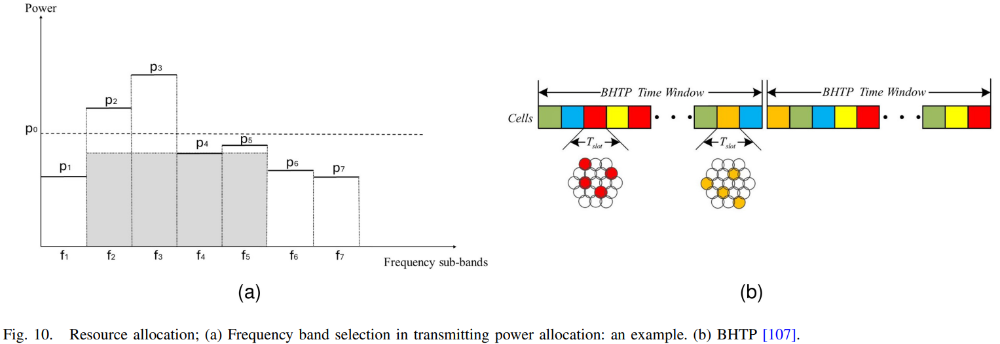 Power
p3
p2
p0
p5
p4
p1
p6
p7
f1 f2 f3 f4 f5 f6 f7
Frequency sub-bands
(a)
BHTP Time Window BHTP Time Window
Cells
Tslot Tslot
(b)
Fig. 10. Resource allocation; (a) Frequency band selection in transmitting power allocation: an example. (b) BHTP [107].